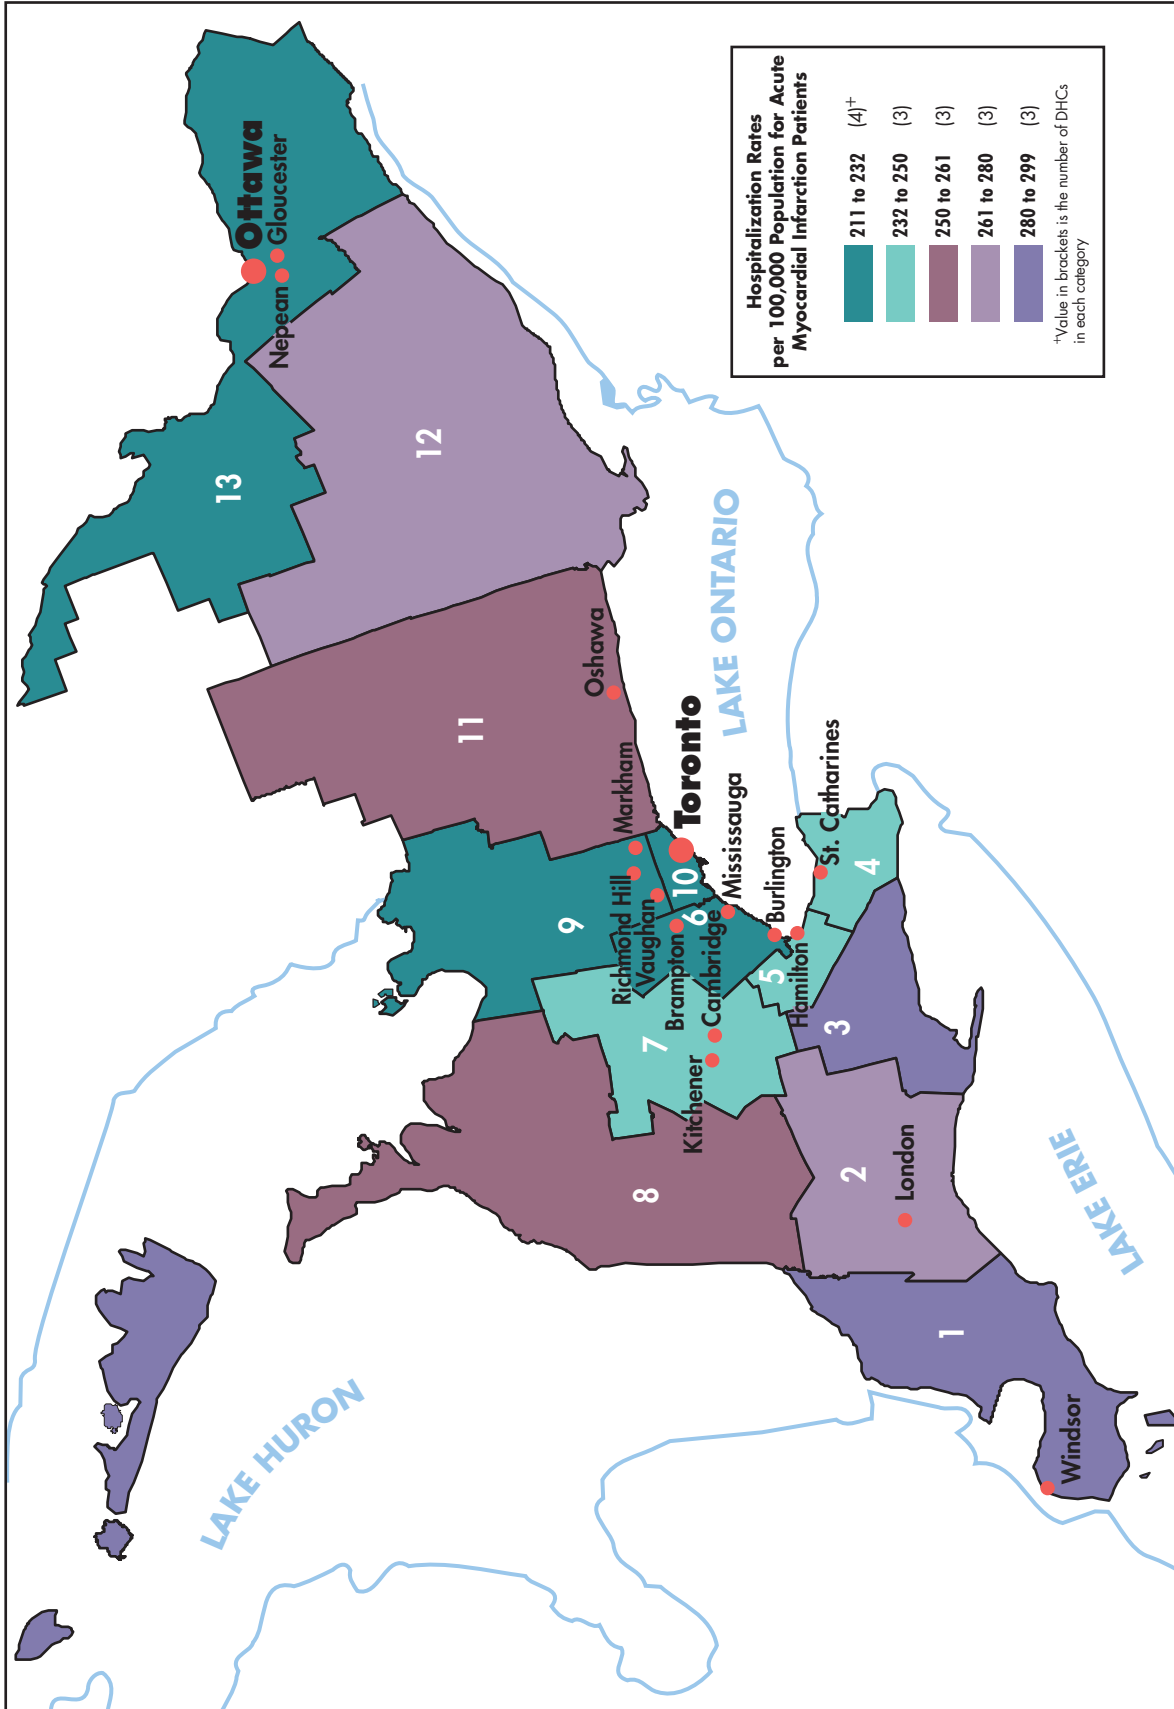 Hospitalization Rates
per 100,000 Population for Acute
Myocardial Infarction Patients
211 to 232 (4)+
232 to 250 (3)
250 to 261 (3)
261 to 280 (3)
280 to 299 (3)
+Value in brackets is the number of DHCs
in each category
LAKE HURON
LAKE ONTARIO
LAKE ERIE
Ottawa
Gloucester
Nepean
13
12
11
Oshawa
Markham
Toronto
Richmond Hill
Vaughan
9
10
6
Brampton
Mississauga
Cambridge
Burlington
7
5
Hamilton
St. Catharines
4
Kitchener
3
8
2
London
1
Windsor